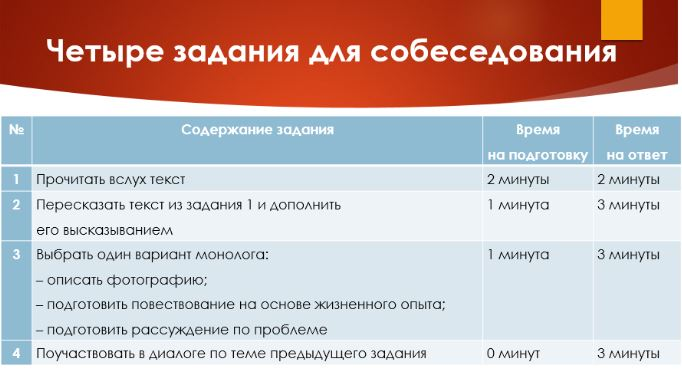 Четыре задания для собеседования
№ Содержание задания Время на подготовку Время на ответ
1 Прочитать вслух текст 2 минуты 2 минуты
2 Пересказать текст из задания 1 и дополнить 1 минута 3 минуты
его высказыванием
3 Выбрать один вариант монолога: 1 минута 3 минуты
– описать фотографию;
– подготовить повествование на основе жизненного опыта;
– подготовить рассуждение по проблеме
4 Поучаствовать в диалоге по теме предыдущего задания 0 минут 3 минуты